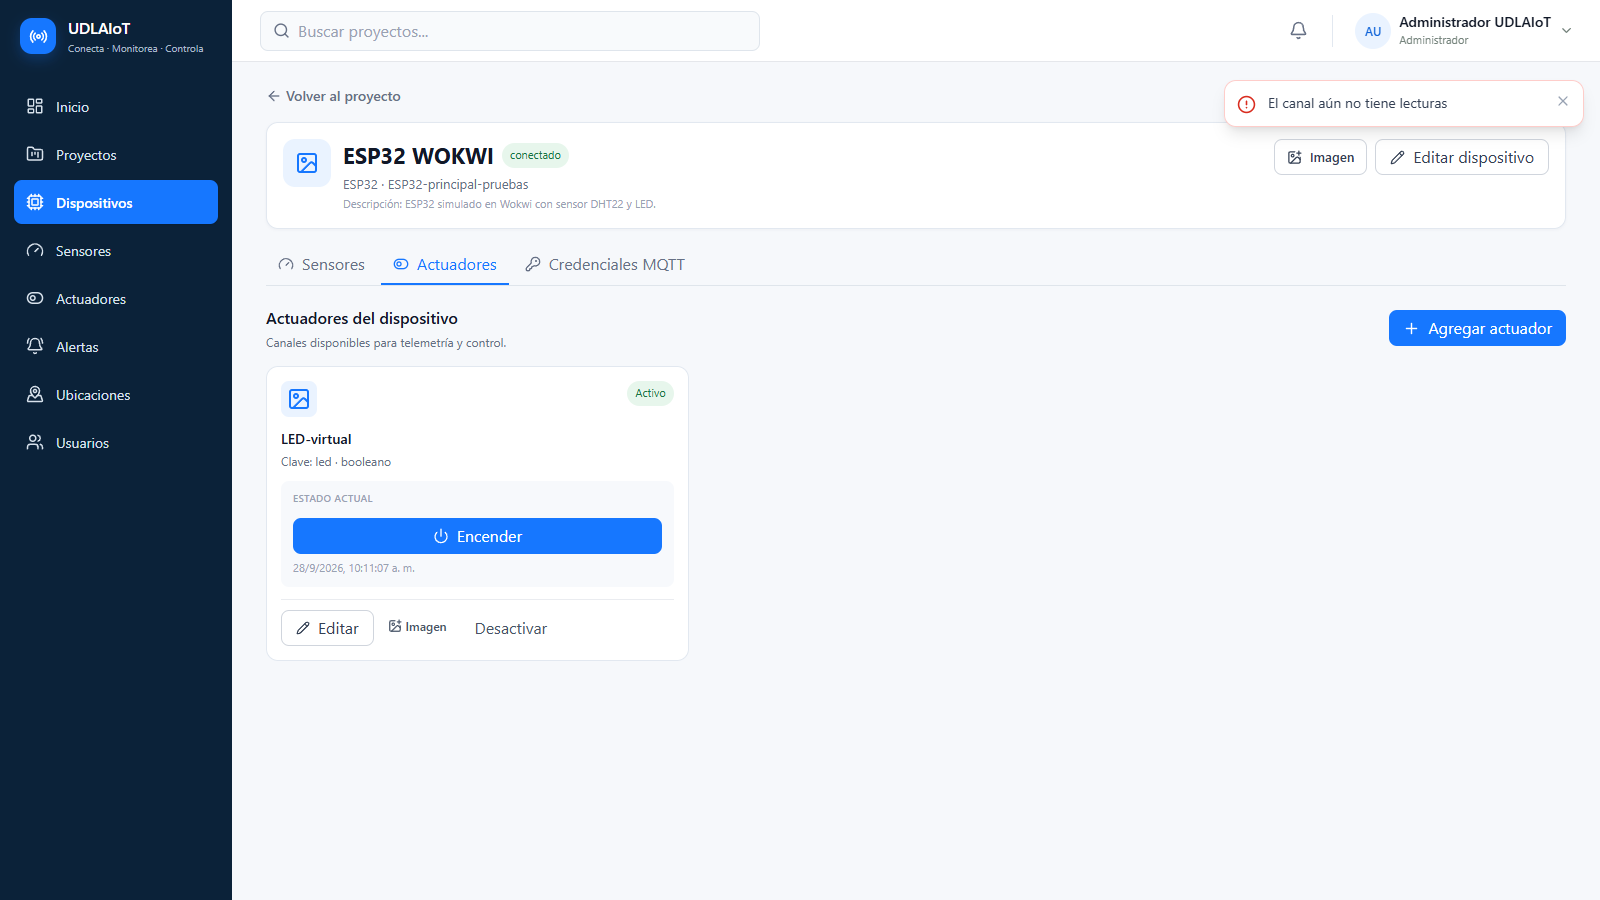 UDLAIoT
Conecta · Monitorea · Controla
Inicio
Proyectos
Dispositivos
Sensores
Actuadores
Alertas
Ubicaciones
Usuarios
Buscar proyectos...
AU
Administrador UDLAIoT
Administrador
Volver al proyecto
El canal aún no tiene lecturas
ESP32 WOKWI conectado
ESP32 · ESP32-principal-pruebas
Descripción: ESP32 simulado en Wokwi con sensor DHT22 y LED.
Imagen
Editar dispositivo
Sensores
Actuadores
Credenciales MQTT
Actuadores del dispositivo
Canales disponibles para telemetría y control.
Agregar actuador
Activo
LED-virtual
Clave: led · booleano
ESTADO ACTUAL
Encender
28/9/2026, 10:11:07 a. m.
Editar
Imagen
Desactivar